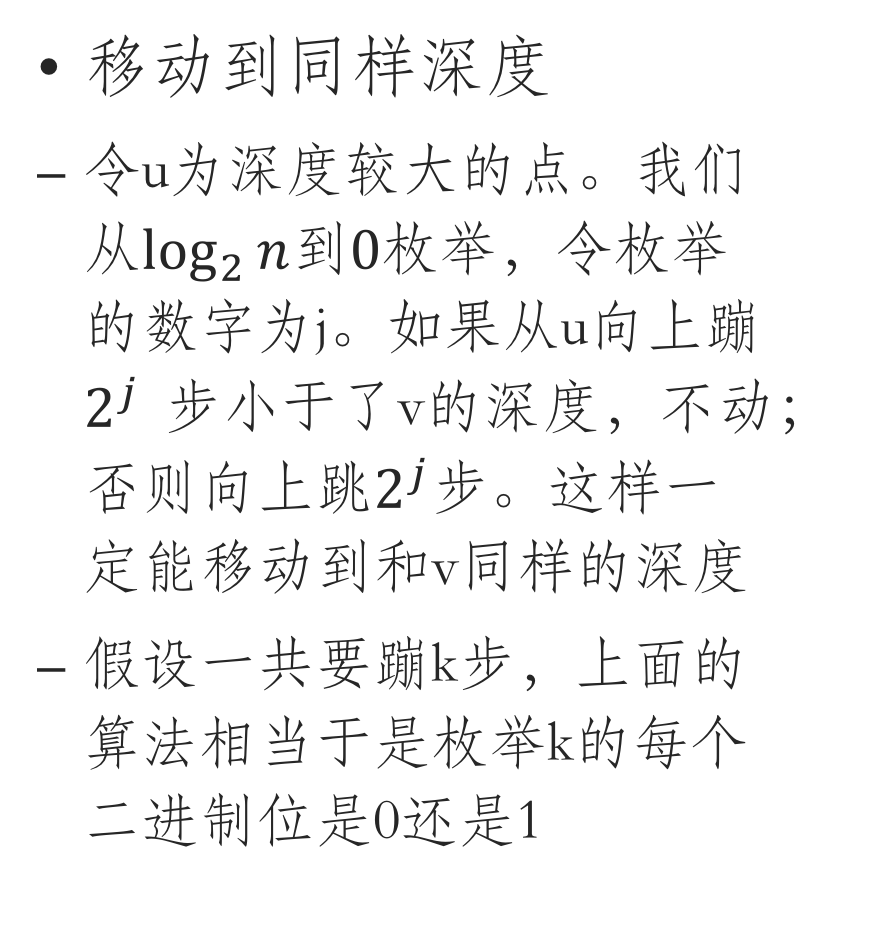 • 移动到同样深度
– 令u为深度较大的点。我们
从log₂ n到0枚举，令枚举
的数字为j。如果从u向上蹦
2ʲ 步小于了v的深度，不动；
否则向上跳2ʲ步。这样一
定能移动到和v同样的深度
– 假设一共要蹦k步，上面的
算法相当于是枚举k的每个
二进制位是0还是1